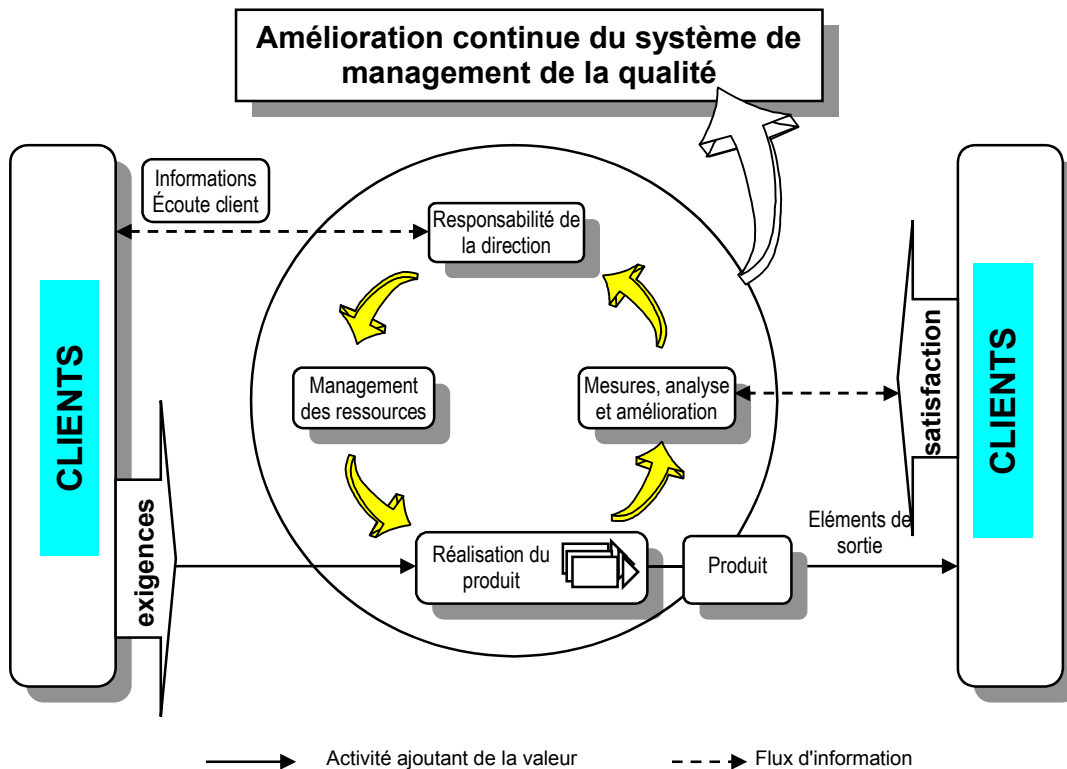 Amélioration continue du système de
management de la qualité
Informations
Écoute client
Responsabilité de
la direction
CLIENTS
exigences
Management
des ressources
Mesures, analyse
et amélioration
satisfaction
CLIENTS
Réalisation du
produit
Produit
Eléments de
sortie
Activité ajoutant de la valeur
Flux d'information